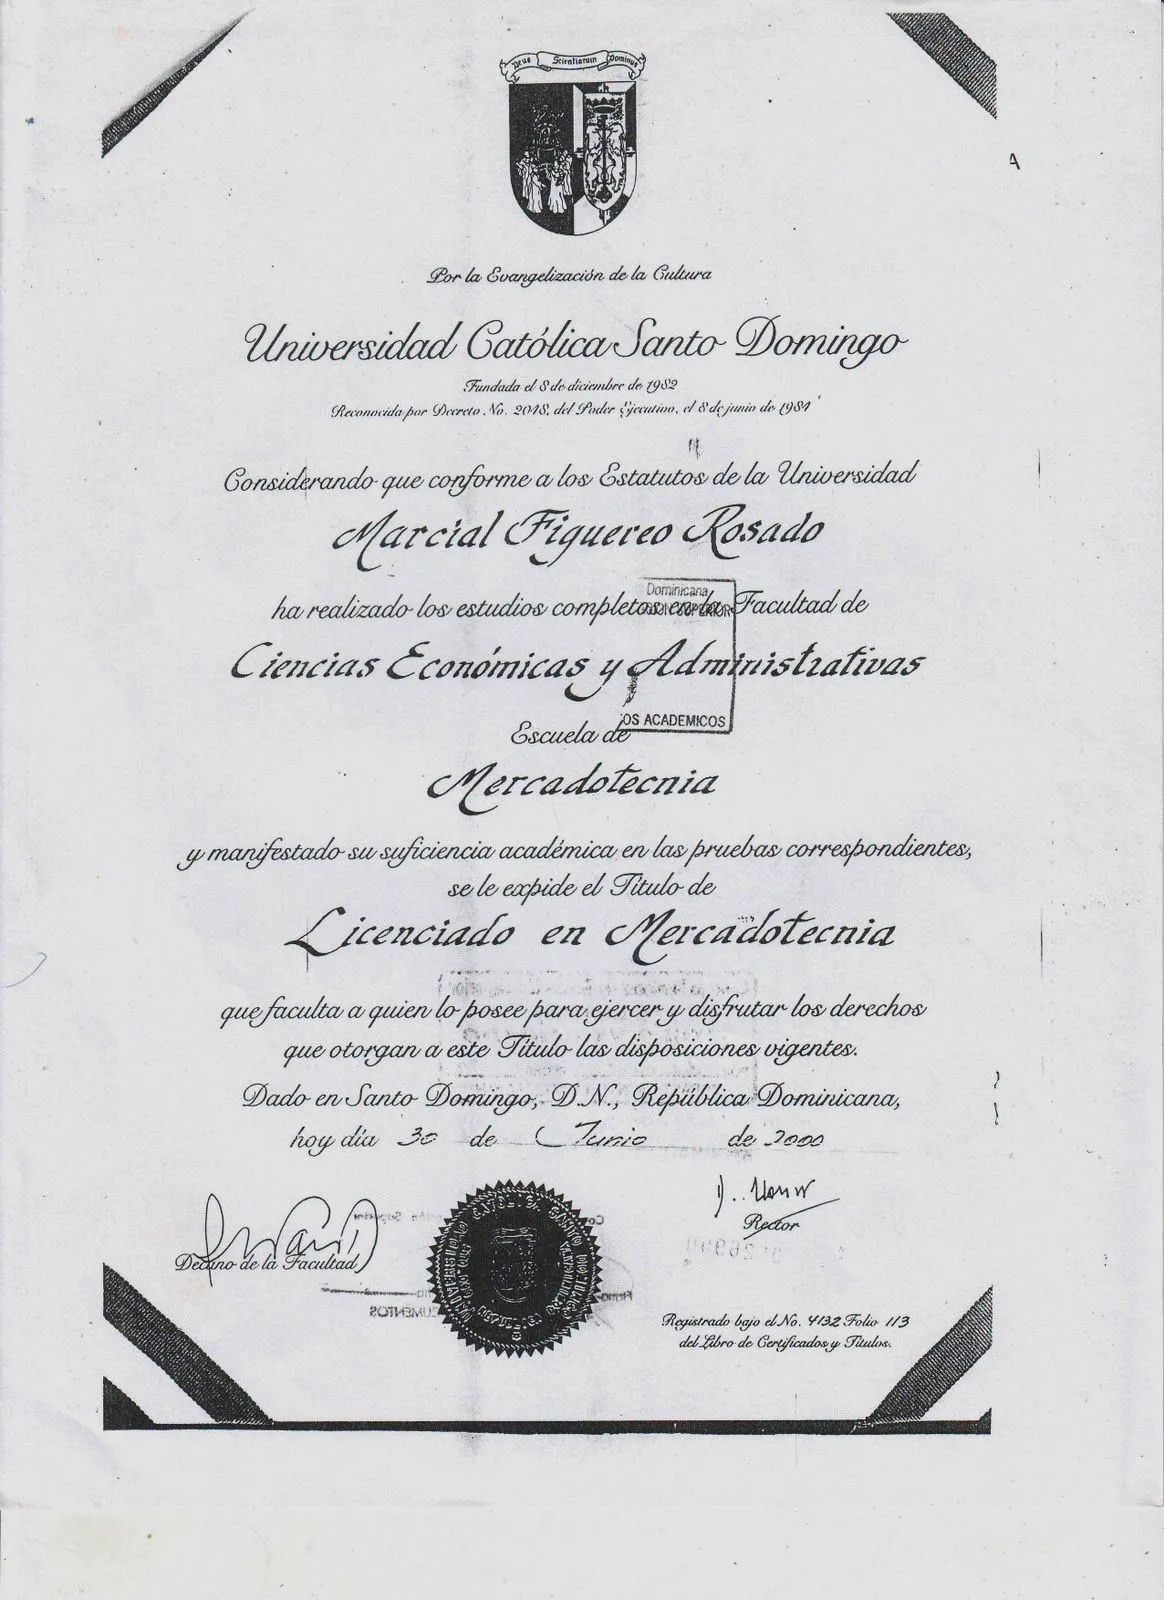 Deus Scientiarum Dominus
A
Por la Evangelización de la Cultura
Universidad Católica Santo Domingo
Fundada el 8 de diciembre de 1982
Reconocida por Decreto No. 2048, del Poder Ejecutivo, el 8 de junio de 1984
Considerando que conforme a los Estatutos de la Universidad
Marcial Figuereo Rosado
Dominicana
ha realizado los estudios completos en la Facultad de
Ciencias Económicas y Administrativas
OS ACADEMICOS
Escuela de
Mercadotecnia
y manifestado su suficiencia académica en las pruebas correspondientes,
se le expide el Título de
Licenciado en Mercadotecnia
que faculta a quien lo posee para ejercer y disfrutar los derechos
que otorgan a este Título las disposiciones vigentes.
Dado en Santo Domingo, D.N., República Dominicana,
hoy día 30 de Junio de 2000
Rector
Decano de la Facultad
Registrado bajo el No. 4132 Folio 113
del Libro de Certificados y Títulos.